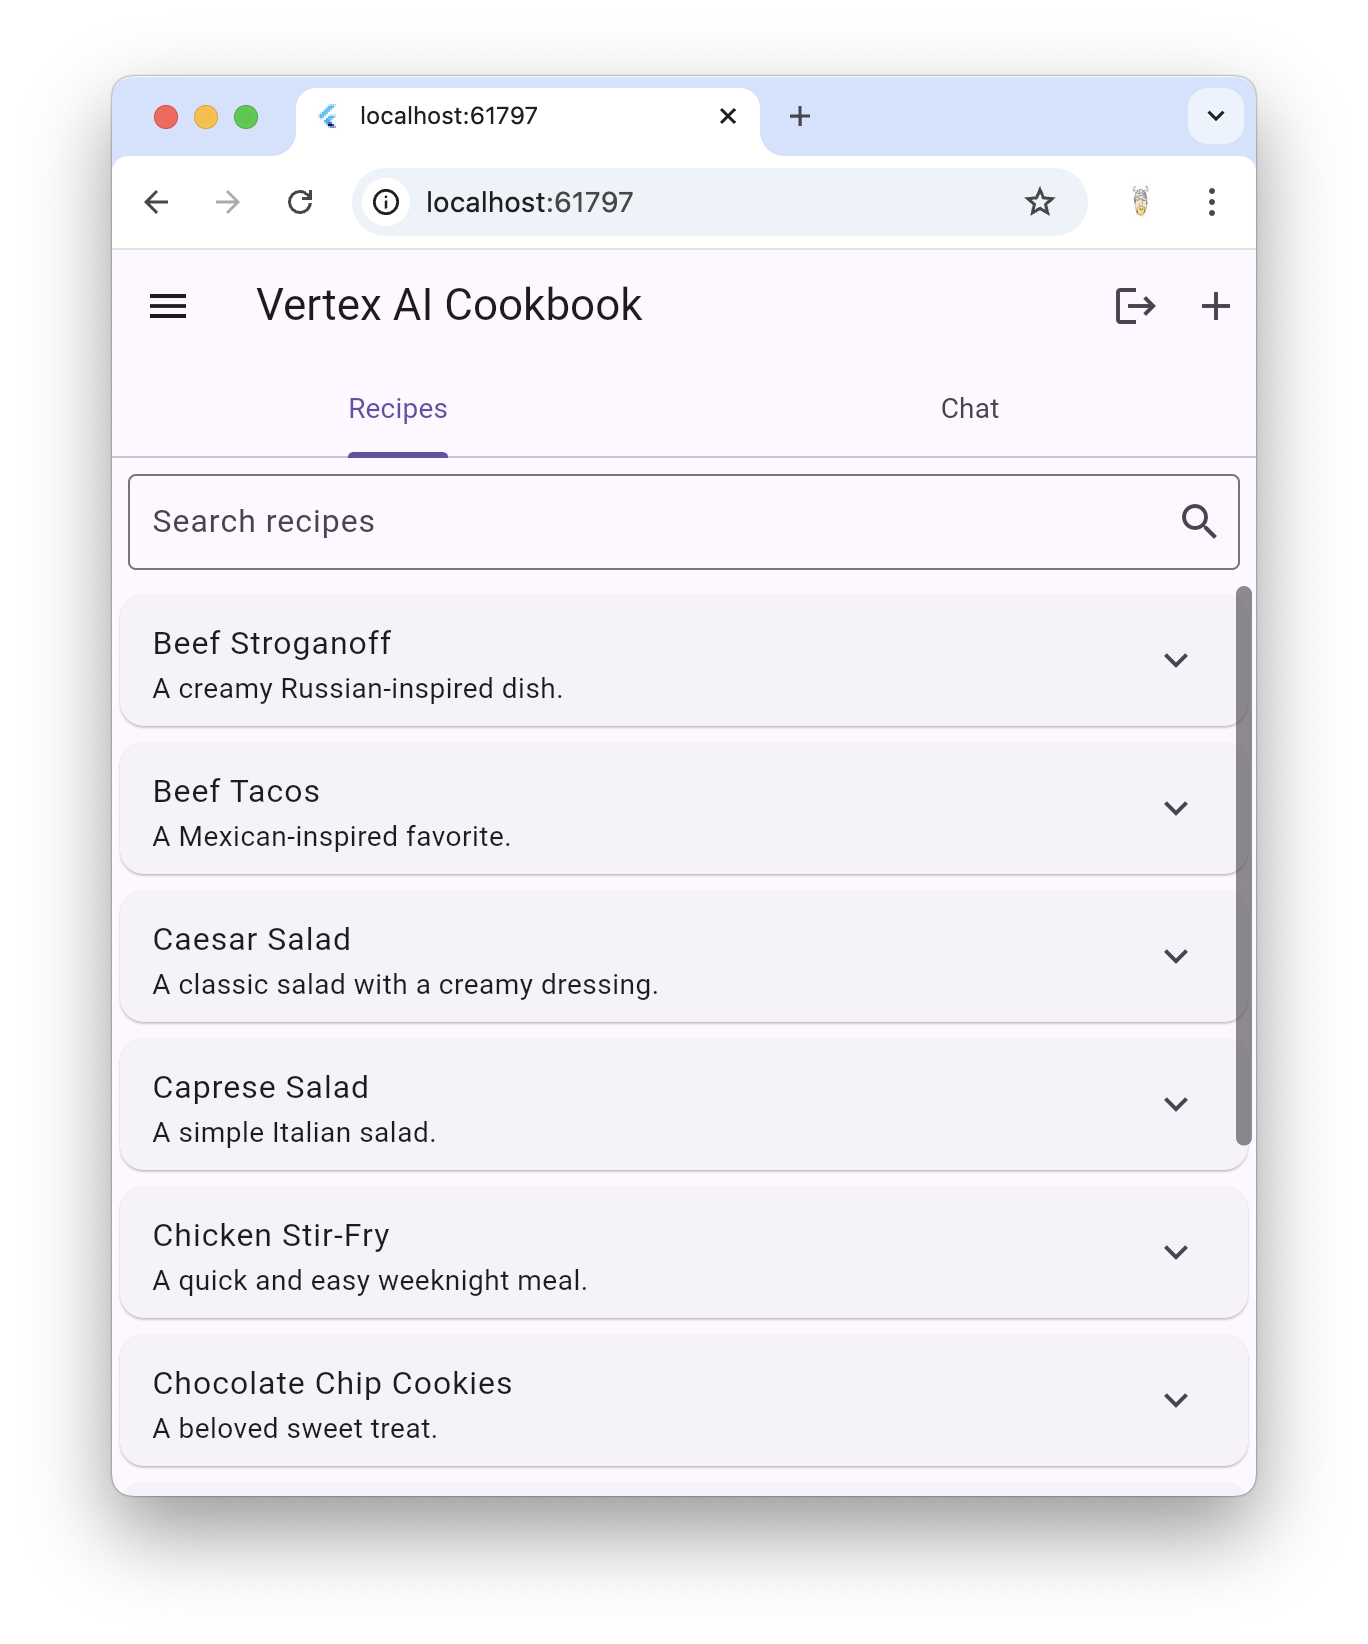 localhost:61797
localhost:61797
Vertex AI Cookbook
Recipes
Chat
Search recipes
Beef Stroganoff
A creamy Russian-inspired dish.
Beef Tacos
A Mexican-inspired favorite.
Caesar Salad
A classic salad with a creamy dressing.
Caprese Salad
A simple Italian salad.
Chicken Stir-Fry
A quick and easy weeknight meal.
Chocolate Chip Cookies
A beloved sweet treat.